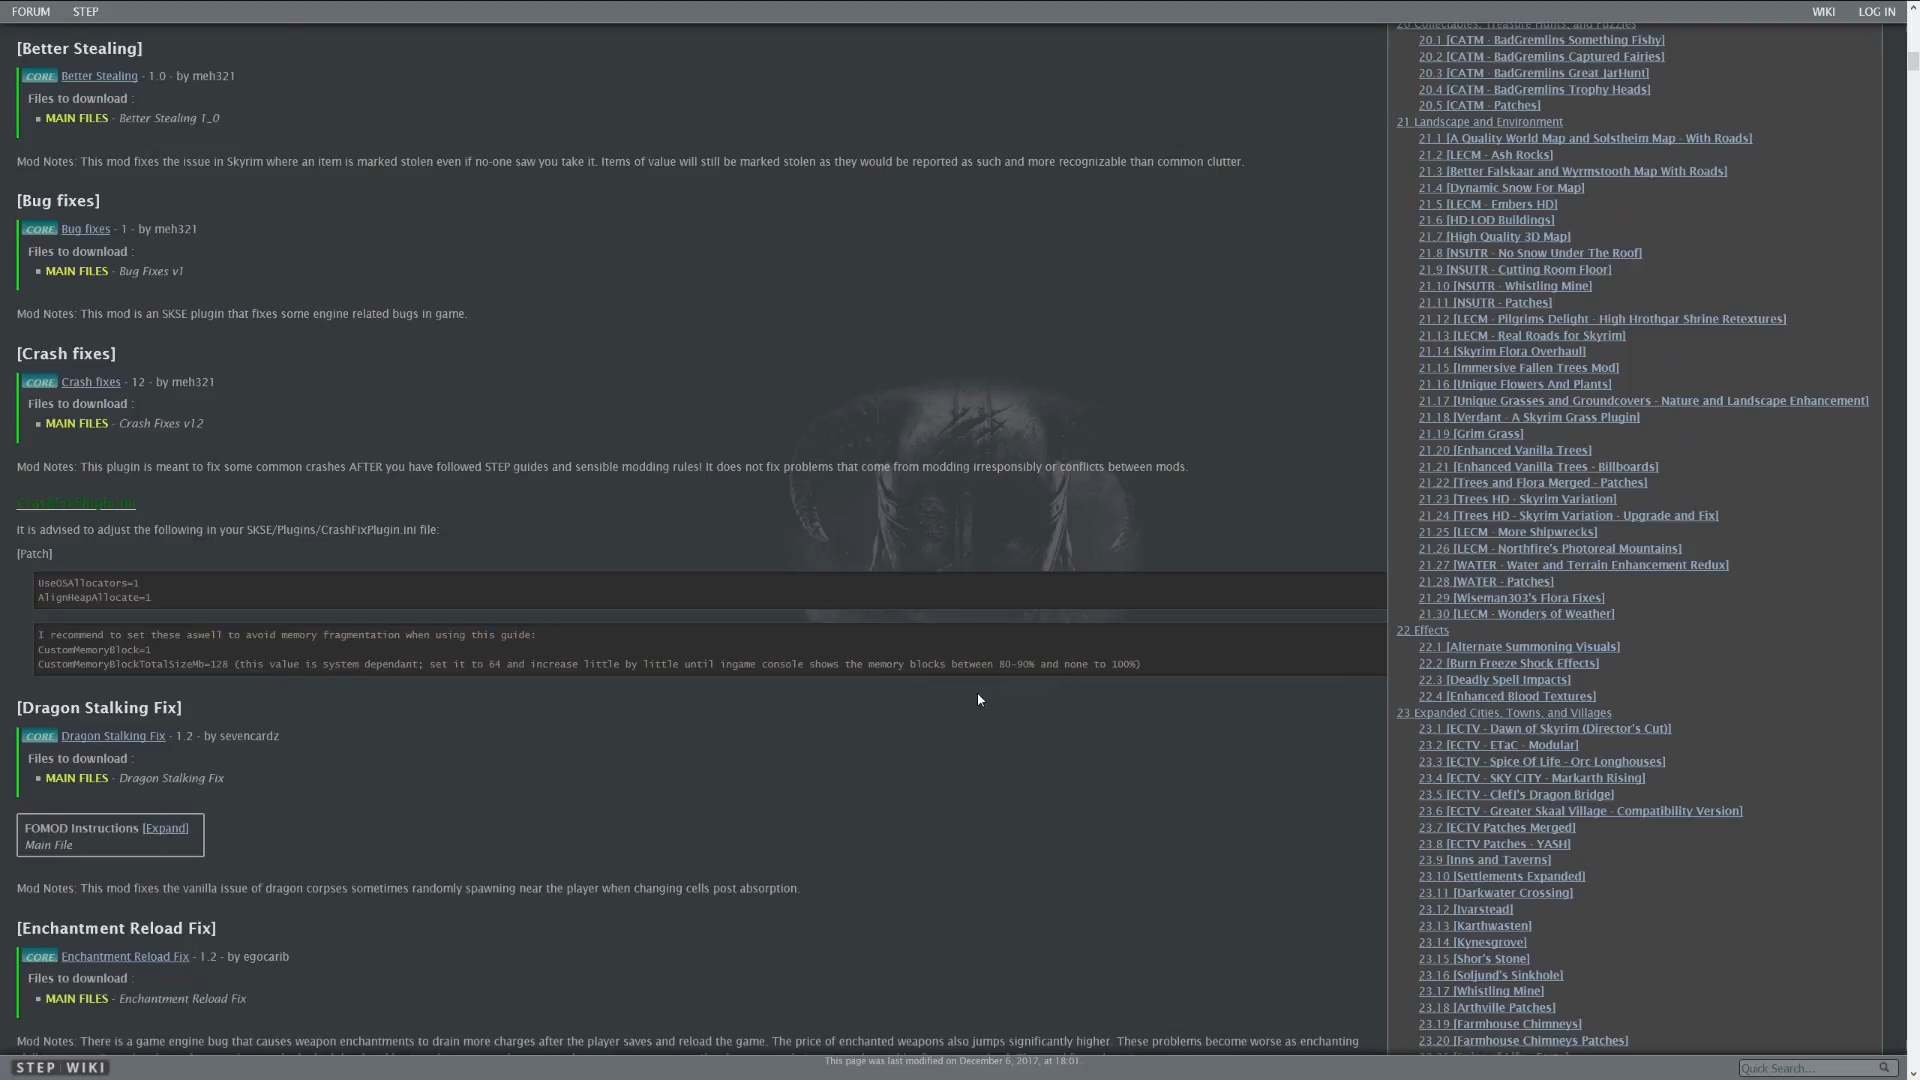 FORUM
STEP
WIKI
LOG IN
[Better Stealing]
CORE Better Stealing - 1.0 - by meh321
Files to download :
MAIN FILES - Better Stealing 1_0
Mod Notes: This mod fixes the issue in Skyrim where an item is marked stolen even if no-one saw you take it. Items of value will still be marked stolen as they would be reported as such and more recognizable than common clutter.
[Bug fixes]
CORE Bug fixes - 1 - by meh321
Files to download :
MAIN FILES - Bug Fixes v1
Mod Notes: This mod is an SKSE plugin that fixes some engine related bugs in game.
[Crash fixes]
CORE Crash fixes - 12 - by meh321
Files to download :
MAIN FILES - Crash Fixes v12
Mod Notes: This plugin is meant to fix some common crashes AFTER you have followed STEP guides and sensible modding rules! It does not fix problems that come from modding irresponsibly or conflicts between mods.
CrashFixPlugin.ini
It is advised to adjust the following in your SKSE/Plugins/CrashFixPlugin.ini file:
[Patch]
UseOSAllocators=1
AlignHeapAllocate=1
I recommend to set these aswell to avoid memory fragmentation when using this guide:
CustomMemoryBlock=1
CustomMemoryBlockTotalSizeMb=128 (this value is system dependant; set it to 64 and increase little by little until ingame console shows the memory blocks between 80-90% and none to 100%)
[Dragon Stalking Fix]
CORE Dragon Stalking Fix - 1.2 - by sevencardz
Files to download :
MAIN FILES - Dragon Stalking Fix
FOMOD Instructions [Expand]
Main File
Mod Notes: This mod fixes the vanilla issue of dragon corpses sometimes randomly spawning near the player when changing cells post absorption.
[Enchantment Reload Fix]
CORE Enchantment Reload Fix - 1.2 - by egocarib
Files to download :
MAIN FILES - Enchantment Reload Fix
Mod Notes: There is a game engine bug that causes weapon enchantments to drain more charges after the player saves and reload the game. The price of enchanted weapons also jumps significantly higher. These problems become worse as enchanting
20 Collectables, Treasure Hunts, and Puzzles
20.1 [CATM - BadGremlins Something Fishy]
20.2 [CATM - BadGremlins Captured Fairies]
20.3 [CATM - BadGremlins Great JarHunt]
20.4 [CATM - BadGremlins Trophy Heads]
20.5 [CATM - Patches]
21 Landscape and Environment
21.1 [A Quality World Map and Solstheim Map - With Roads]
21.2 [LECM - Ash Rocks]
21.3 [Better Falskaar and Wyrmstooth Map With Roads]
21.4 [Dynamic Snow For Map]
21.5 [LECM - Embers HD]
21.6 [HD LOD Buildings]
21.7 [High Quality 3D Map]
21.8 [NSUTR - No Snow Under The Roof]
21.9 [NSUTR - Cutting Room Floor]
21.10 [NSUTR - Whistling Mine]
21.11 [NSUTR - Patches]
21.12 [LECM - Pilgrims Delight - High Hrothgar Shrine Retextures]
21.13 [LECM - Real Roads for Skyrim]
21.14 [Skyrim Flora Overhaul]
21.15 [Immersive Fallen Trees Mod]
21.16 [Unique Flowers And Plants]
21.17 [Unique Grasses and Groundcovers - Nature and Landscape Enhancement]
21.18 [Verdant - A Skyrim Grass Plugin]
21.19 [Grim Grass]
21.20 [Enhanced Vanilla Trees]
21.21 [Enhanced Vanilla Trees - Billboards]
21.22 [Trees and Flora Merged - Patches]
21.23 [Trees HD - Skyrim Variation]
21.24 [Trees HD - Skyrim Variation - Upgrade and Fix]
21.25 [LECM - More Shipwrecks]
21.26 [LECM - Northfire's Photoreal Mountains]
21.27 [WATER - Water and Terrain Enhancement Redux]
21.28 [WATER - Patches]
21.29 [Wiseman303's Flora Fixes]
21.30 [LECM - Wonders of Weather]
22 Effects
22.1 [Alternate Summoning Visuals]
22.2 [Burn Freeze Shock Effects]
22.3 [Deadly Spell Impacts]
22.4 [Enhanced Blood Textures]
23 Expanded Cities, Towns, and Villages
23.1 [ECTV - Dawn of Skyrim (Director's Cut)]
23.2 [ECTV - ETaC - Modular]
23.3 [ECTV - Spice Of Life - Orc Longhouses]
23.4 [ECTV - SKY CITY - Markarth Rising]
23.5 [ECTV - ClefJ's Dragon Bridge]
23.6 [ECTV - Greater Skaal Village - Compatibility Version]
23.7 [ECTV Patches Merged]
23.8 [ECTV Patches - YASH]
23.9 [Inns and Taverns]
23.10 [Settlements Expanded]
23.11 [Darkwater Crossing]
23.12 [Ivarstead]
23.13 [Karthwasten]
23.14 [Kynesgrove]
23.15 [Shor's Stone]
23.16 [Soljund's Sinkhole]
23.17 [Whistling Mine]
23.18 [Arthville Patches]
23.19 [Farmhouse Chimneys]
23.20 [Farmhouse Chimneys Patches]
STEP WIKI
This page was last modified on December 6, 2017, at 18:01.
Quick Search...